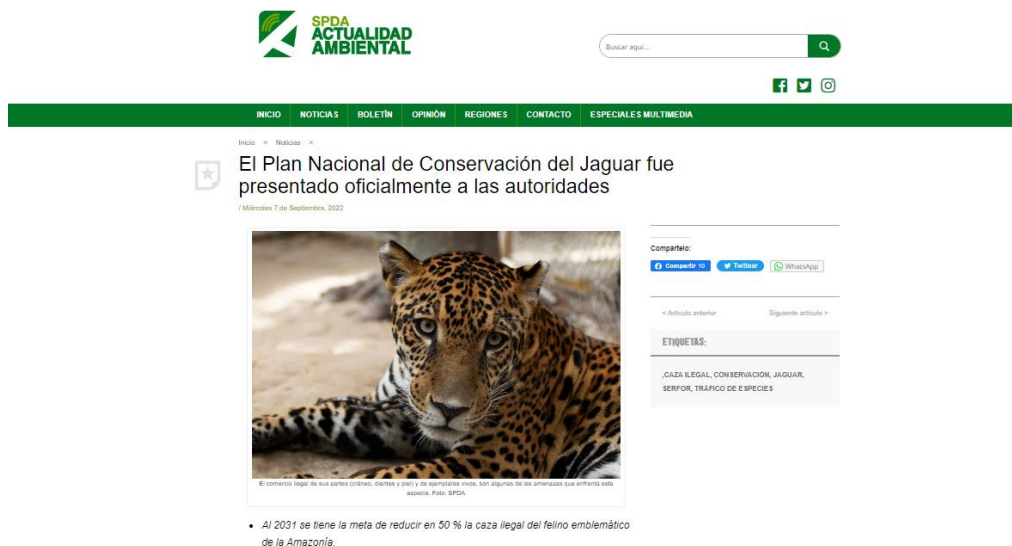 SPDA
ACTUALIDAD
AMBIENTAL
Buscar aquí...
INICIO NOTICIAS BOLETÍN OPINIÓN REGIONES CONTACTO ESPECIALES MULTIMEDIA
Inicio > Noticias >
El Plan Nacional de Conservación del Jaguar fue
presentado oficialmente a las autoridades
/ Miércoles 7 de Septiembre, 2022
Compartelo:
Compartir 10 Twittear WhatsApp
< Artículo anterior Siguiente artículo >
ETIQUETAS:
,CAZA ILEGAL, CONSERVACIÓN, JAGUAR,
SERFOR, TRÁFICO DE ESPECIES
El comercio ilegal de sus partes (cráneo, dientes y piel) y de ejemplares vivos, son algunas de las amenazas que enfrenta esta
especie. Foto: SPDA
• Al 2031 se tiene la meta de reducir en 50 % la caza ilegal del felino emblemático
de la Amazonía.